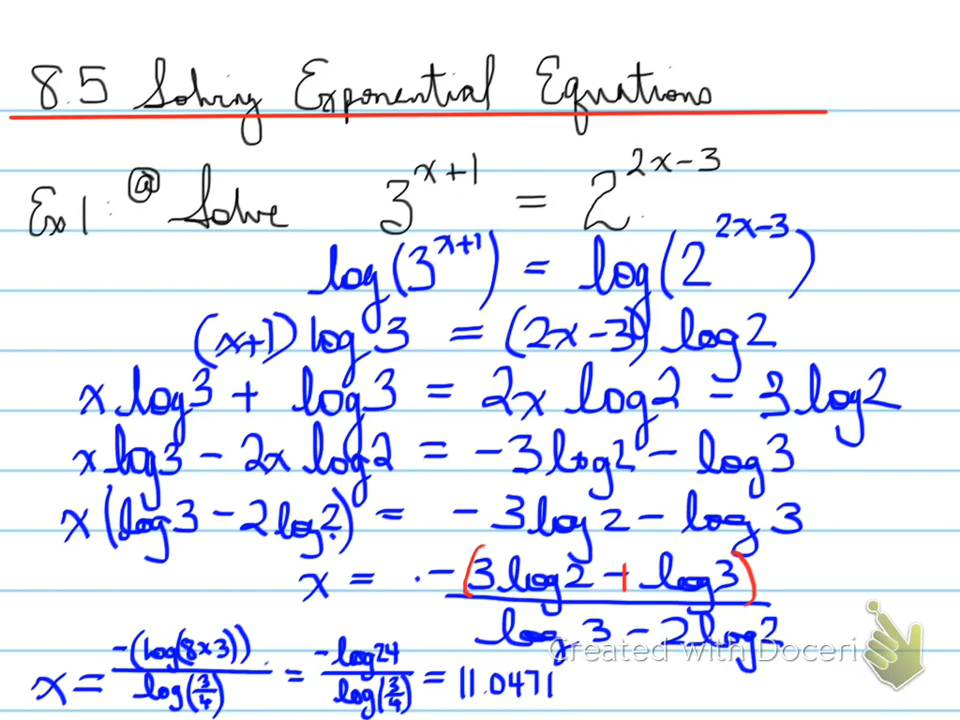 8.5 Solving Exponential Equations
Ex 1: ⓐ Solve 3^(x+1) = 2^(2x-3)
log(3^(x+1)) = log(2^(2x-3))
(x+1) log 3 = (2x-3) log 2
x log 3 + log 3 = 2x log 2 = 3 log 2
x log 3 - 2x log 2 = -3 log 2 - log 3
x (log 3 - 2 log 2) = -3 log 2 - log 3
x = -(3 log 2 + log 3) / (log 3 - 2 log 2)
Created with Doceri
x = -(log(8x3)) / log(3/4) = -log 24 / log(3/4) = 11.0471